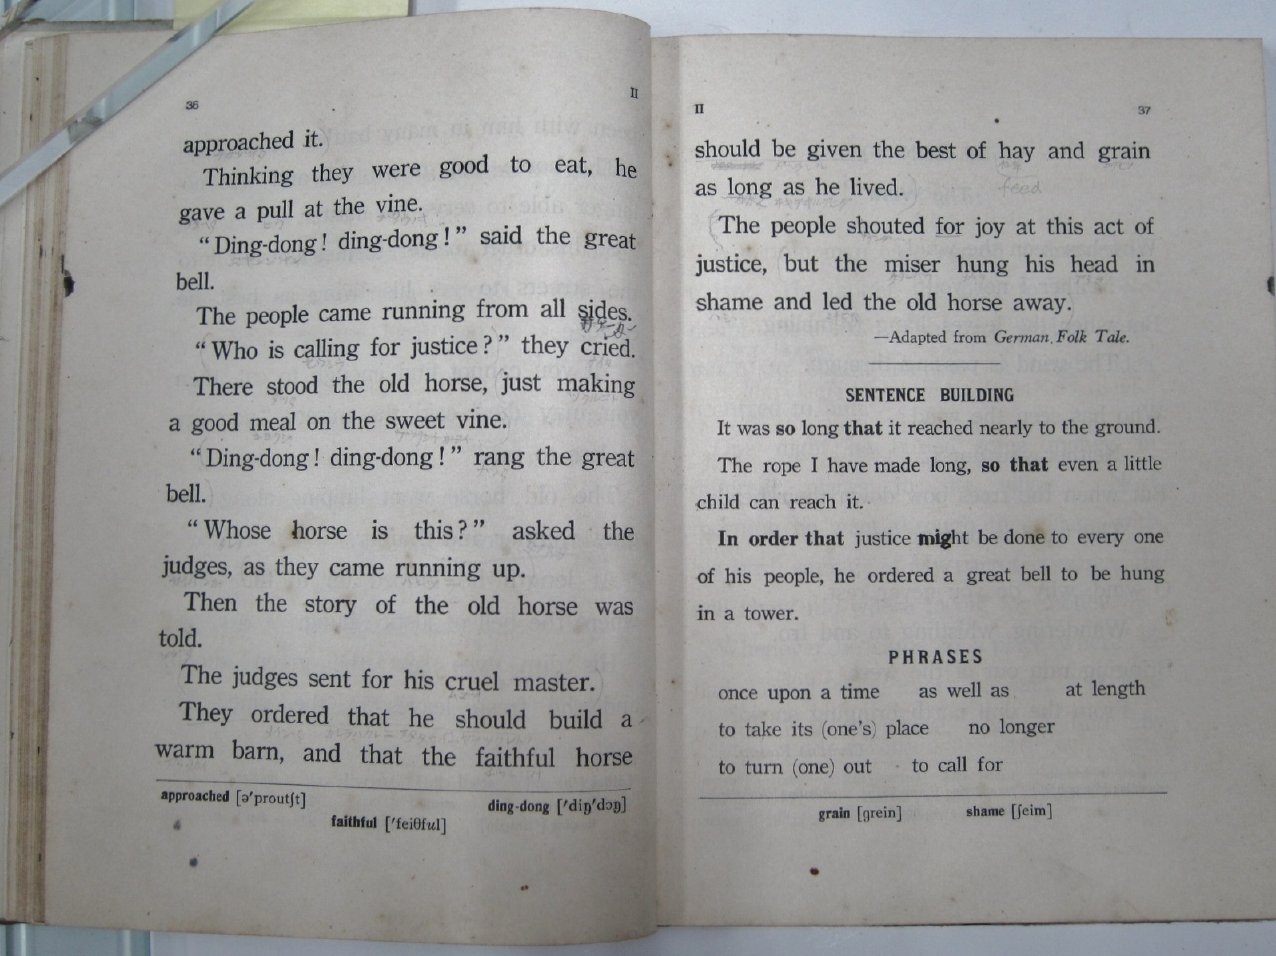 36
II
approached it.
Thinking they were good to eat, he
gave a pull at the vine.
“Ding-dong! ding-dong!” said the great
bell.
The people came running from all sides.
“Who is calling for justice?” they cried.
There stood the old horse, just making
a good meal on the sweet vine.
“Ding-dong! ding-dong!” rang the great
bell.
“Whose horse is this?” asked the
judges, as they came running up.
Then the story of the old horse was
told.
The judges sent for his cruel master.
They ordered that he should build a
warm barn, and that the faithful horse
approached [ə'proutʃt]
ding-dong ['diŋ'dɔŋ]
faithful ['feiθful]
II
37
should be given the best of hay and grain
as long as he lived.
feed
The people shouted for joy at this act of
justice, but the miser hung his head in
shame and led the old horse away.
—Adapted from German Folk Tale.
SENTENCE BUILDING
It was so long that it reached nearly to the ground.
The rope I have made long, so that even a little
child can reach it.
In order that justice might be done to every one
of his people, he ordered a great bell to be hung
in a tower.
PHRASES
once upon a time as well as at length
to take its (one's) place no longer
to turn (one) out to call for
grain [grein]
shame [ʃeim]